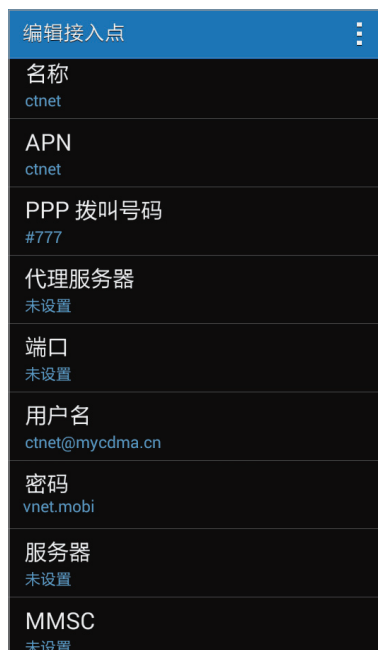 编辑接入点
名称
ctnet
APN
ctnet
PPP 拨叫号码
#777
代理服务器
未设置
端口
未设置
用户名
ctnet@mycdma.cn
密码
vnet.mobi
服务器
未设置
MMSC
未设置